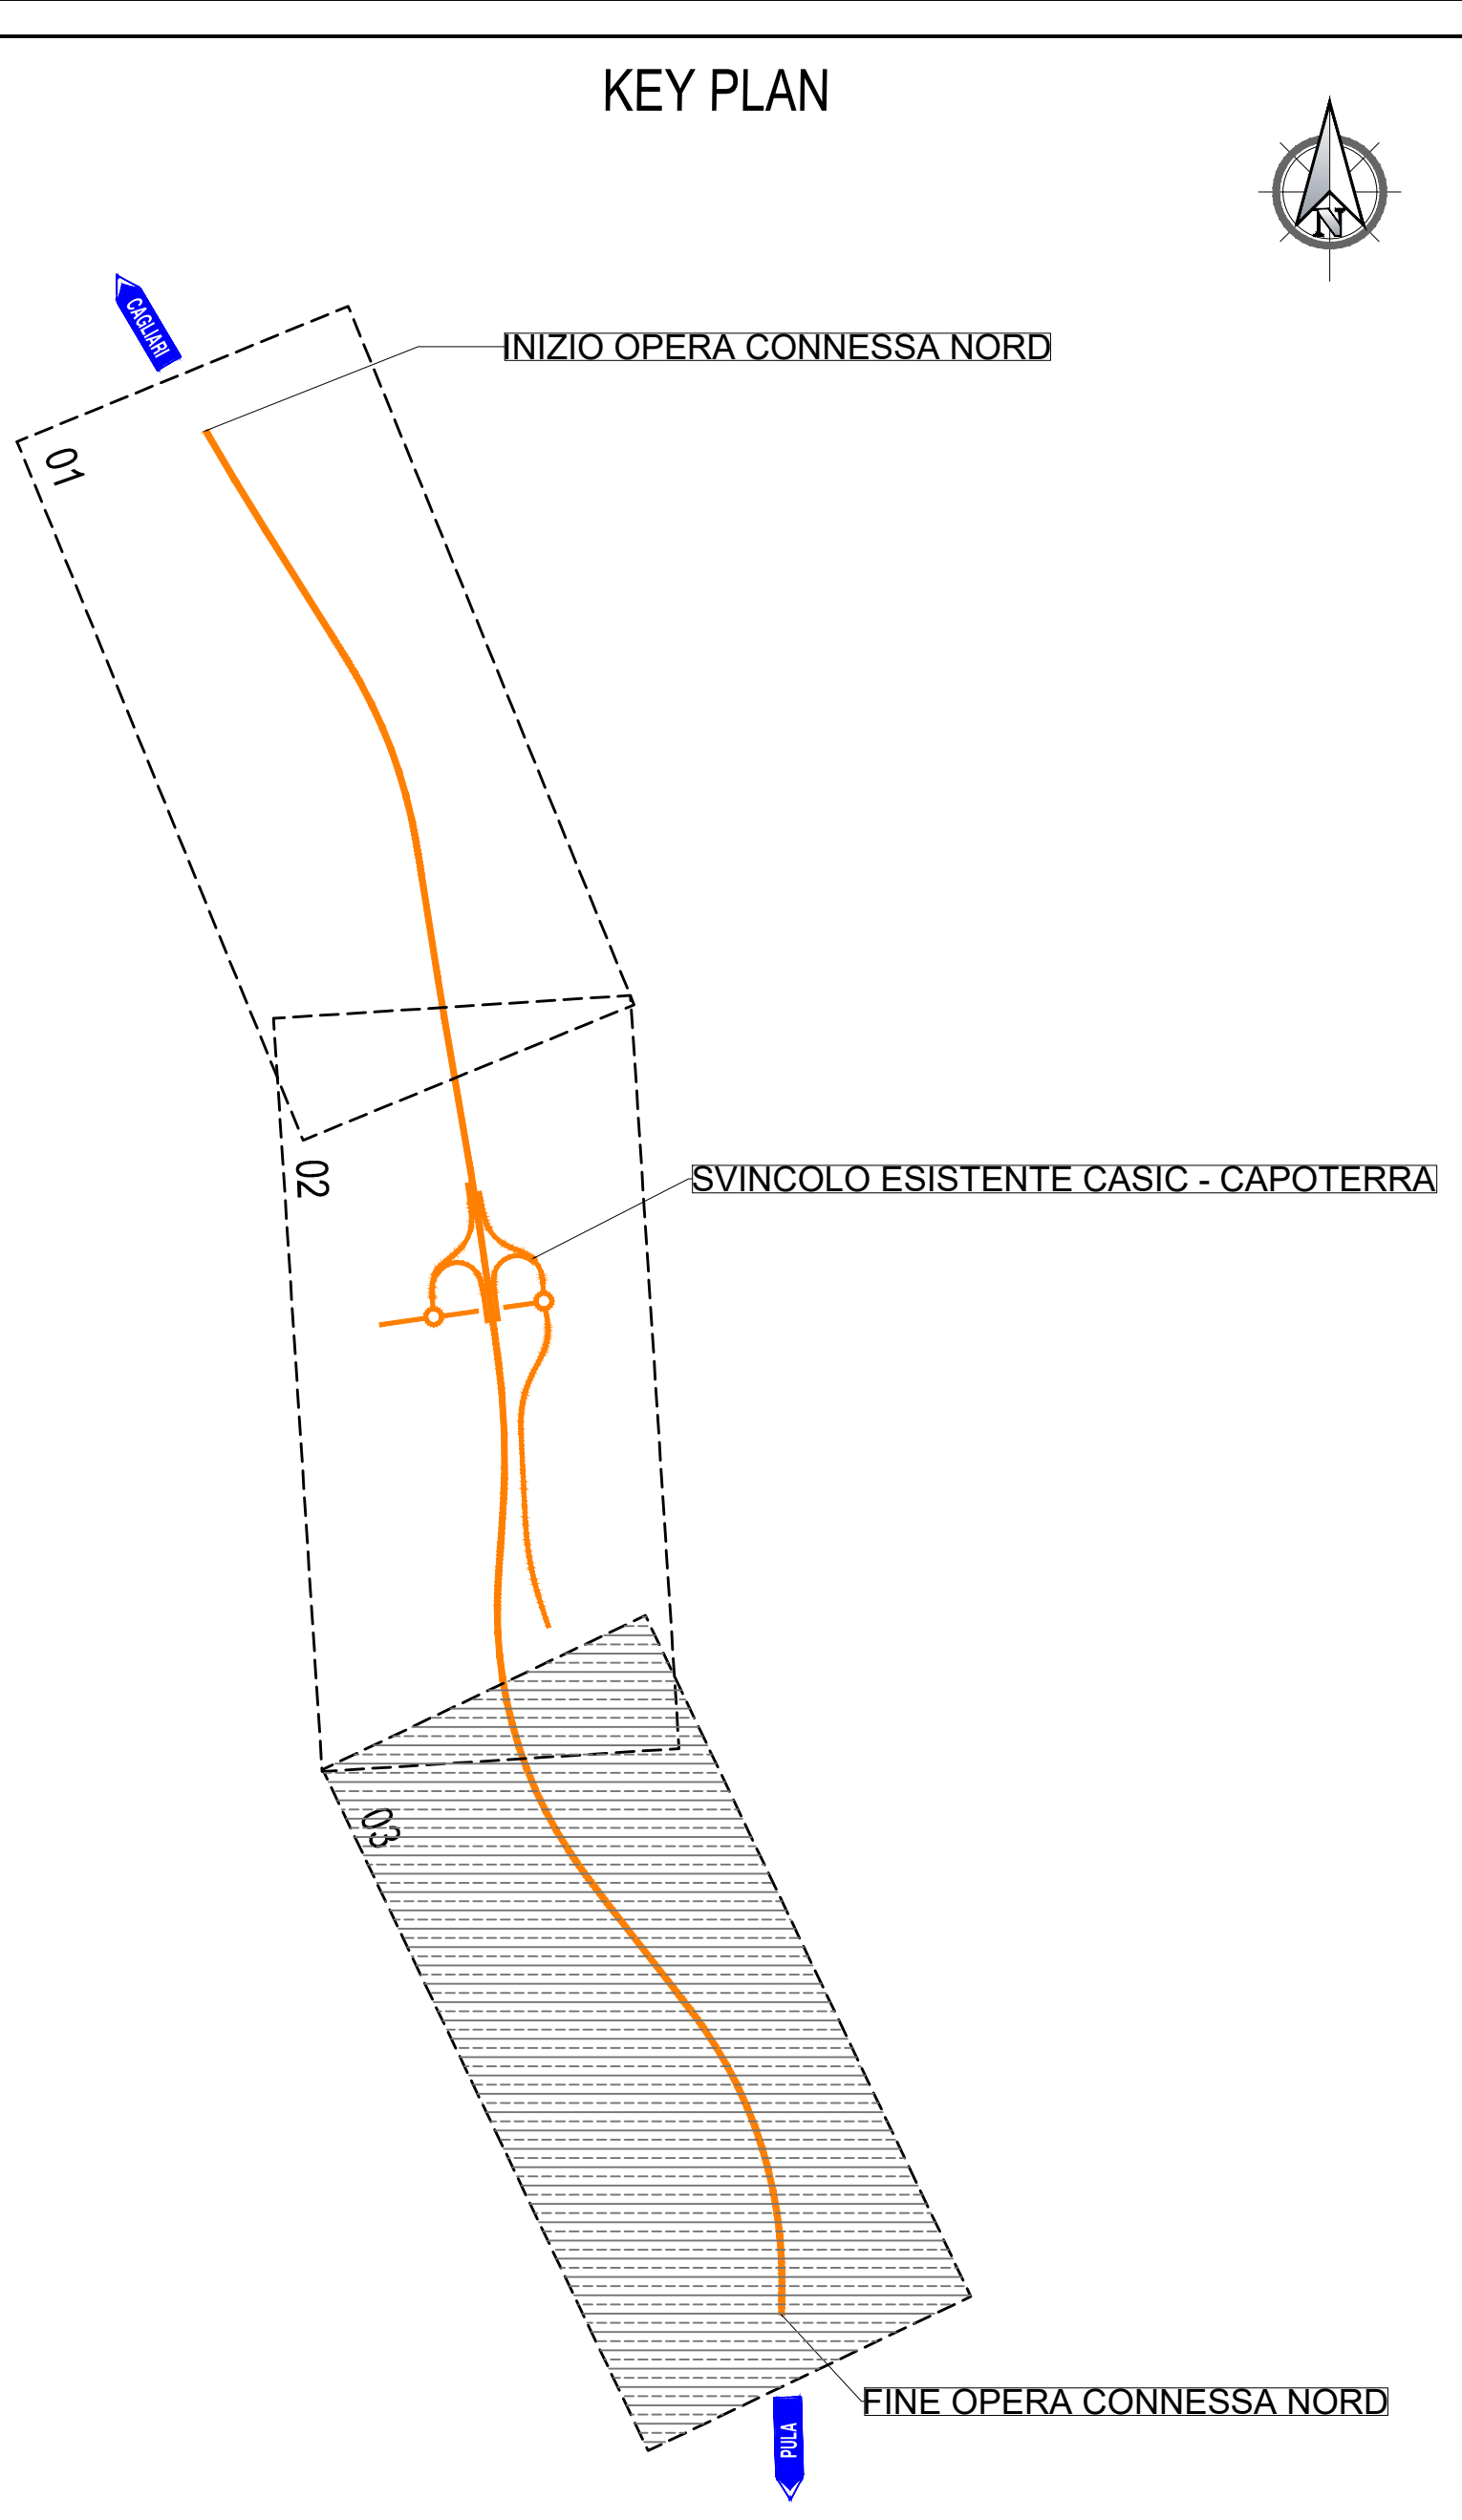 KEY PLAN
N
CAGLIARI
INIZIO OPERA CONNESSA NORD
01
02
SVINCOLO ESISTENTE CASIC - CAPOTERRA
03
FINE OPERA CONNESSA NORD
PULA